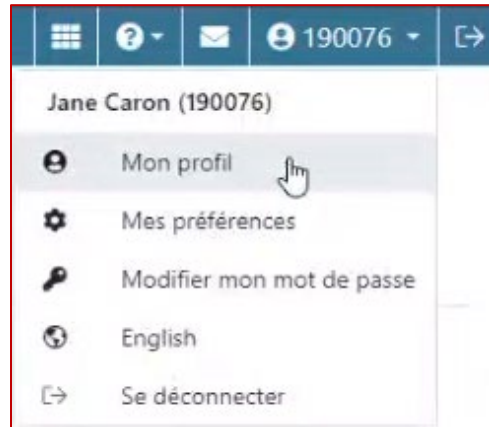 190076
Jane Caron (190076)
Mon profil
Mes préférences
Modifier mon mot de passe
English
Se déconnecter